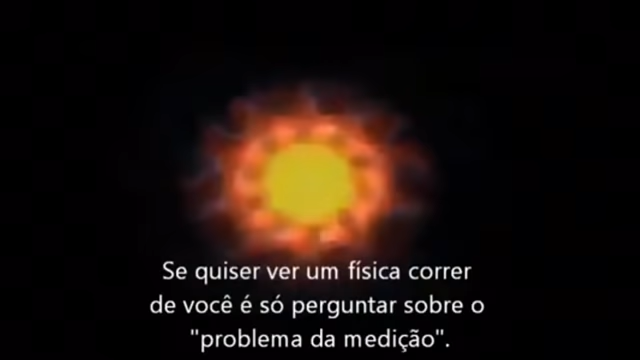 Se quiser ver um física correr
de você é só perguntar sobre o
"problema da medição".